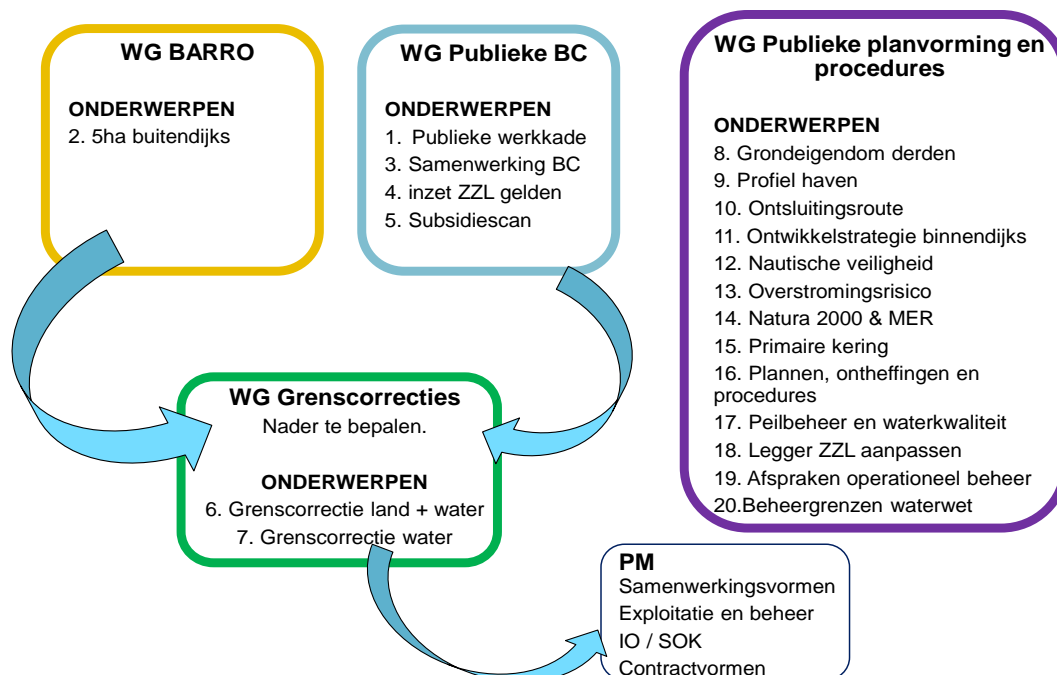 WG BARRO
ONDERWERPEN
2. 5ha buitendijks
WG Publieke BC
ONDERWERPEN
1. Publieke werkkade
3. Samenwerking BC
4. inzet ZZL gelden
5. Subsidiescan
WG Publieke planvorming en
procedures
ONDERWERPEN
8. Grondeigendom derden
9. Profiel haven
10. Ontsluitingsroute
11. Ontwikkelstrategie binnendijks
12. Nautische veiligheid
13. Overstromingsrisico
14. Natura 2000 & MER
15. Primaire kering
16. Plannen, ontheffingen en
procedures
17. Peilbeheer en waterkwaliteit
18. Legger ZZL aanpassen
19. Afspraken operationeel beheer
20.Beheergrenzen waterwet
WG Grenscorrecties
Nader te bepalen.
ONDERWERPEN
6. Grenscorrectie land + water
7. Grenscorrectie water
PM
Samenwerkingsvormen
Exploitatie en beheer
IO / SOK
Contractvormen